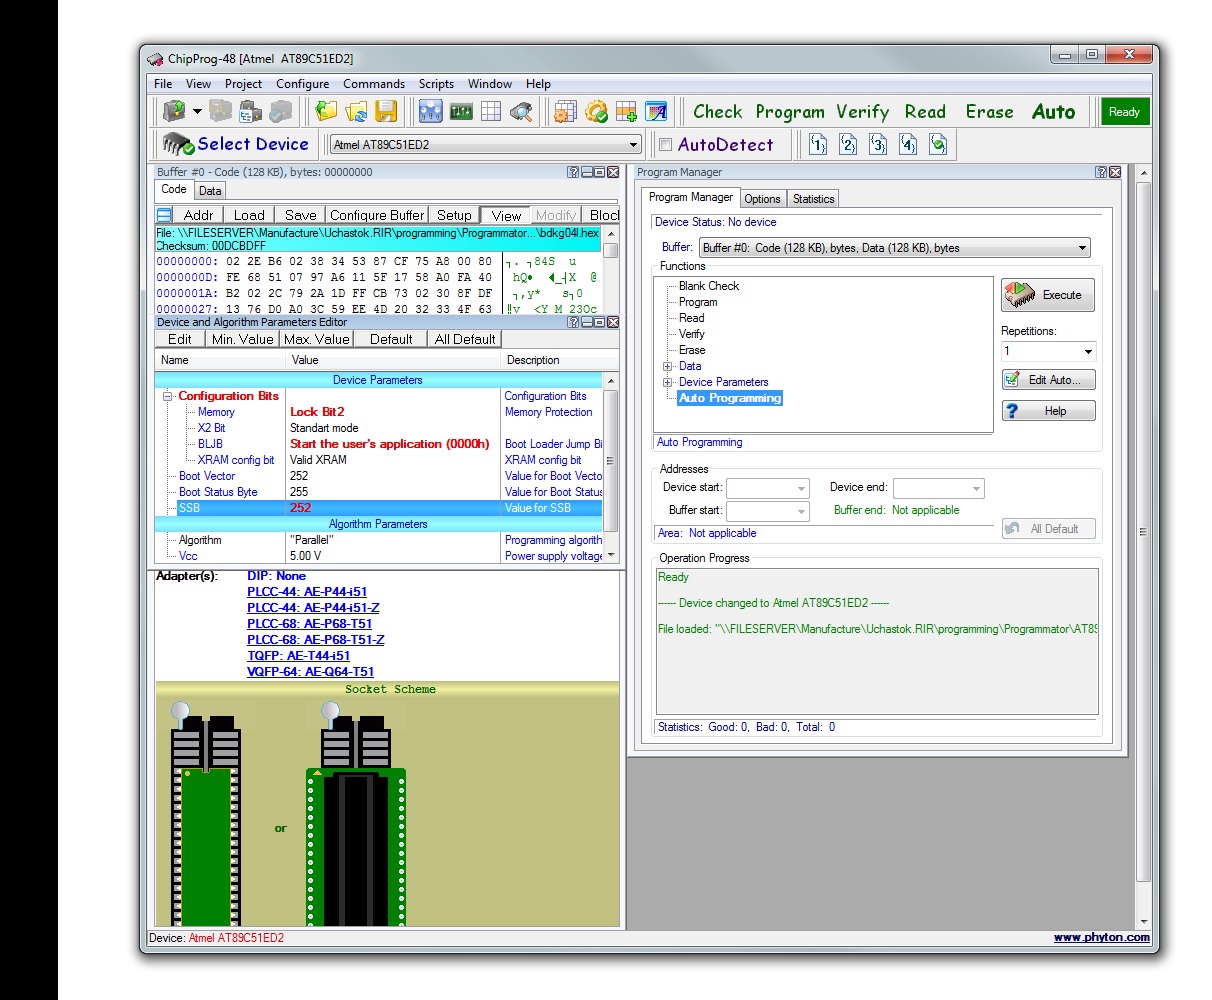 ChipProg-48 [Atmel AT89C51ED2]
File View Project Configure Commands Scripts Window Help
Check Program Verify Read Erase Auto Ready
Select Device Atmel AT89C51ED2 AutoDetect 1 2 3 4
Buffer #0 - Code (128 KB), bytes: 00000000
Code Data
Addr Load Save Configure Buffer Setup View Modify Blocl
File: \\FILESERVER\Manufacture\Uchastok.RIR\programming\Programmator...\bdkg04l.hex
Checksum: 00DCBDFF
00000000: 02 2E B6 02 38 34 53 87 CF 75 A8 00 80
0000000D: FE 68 51 07 97 A6 11 5F 17 58 A0 FA 40
0000001A: B2 02 2C 79 2A 1D FF CB 73 02 30 8F DF
00000027: 13 76 D0 A0 3C 59 EE 4D 20 32 33 4F 63
Device and Algorithm Parameters Editor
Edit Min. Value Max. Value Default All Default
Name Value Description
Device Parameters
Configuration Bits Configuration Bits
Memory Lock Bit2 Memory Protection
X2 Bit Standart mode
BLJB Start the user's application (0000h) Boot Loader Jump Bi
XRAM config bit Valid XRAM XRAM config bit
Boot Vector 252 Value for Boot Vecto
Boot Status Byte 255 Value for Boot Status
SSB 252 Value for SSB
Algorithm Parameters
Algorithm "Parallel" Programming algorith
Vcc 5.00 V Power supply voltage
Adapter(s): DIP: None
PLCC-44: AE-P44-i51
PLCC-44: AE-P44-i51-Z
PLCC-68: AE-P68-T51
PLCC-68: AE-P68-T51-Z
TQFP: AE-T44-i51
VQFP-64: AE-Q64-T51
Socket Scheme
or
Device: Atmel AT89C51ED2
Program Manager
Program Manager Options Statistics
Device Status: No device
Buffer: Buffer #0: Code (128 KB), bytes, Data (128 KB), bytes
Functions
Blank Check
Program
Read
Verify
Erase
Data
Device Parameters
Auto Programming
Execute
Repetitions:
1
Edit Auto...
Help
Auto Programming
Addresses
Device start: Device end:
Buffer start: Buffer end: Not applicable
Area: Not applicable
All Default
Operation Progress
Ready
------ Device changed to Atmel AT89C51ED2 ------
File loaded: "\\FILESERVER\Manufacture\Uchastok.RIR\programming\Programmator\AT89
Statistics: Good: 0, Bad: 0, Total: 0
www.phyton.com